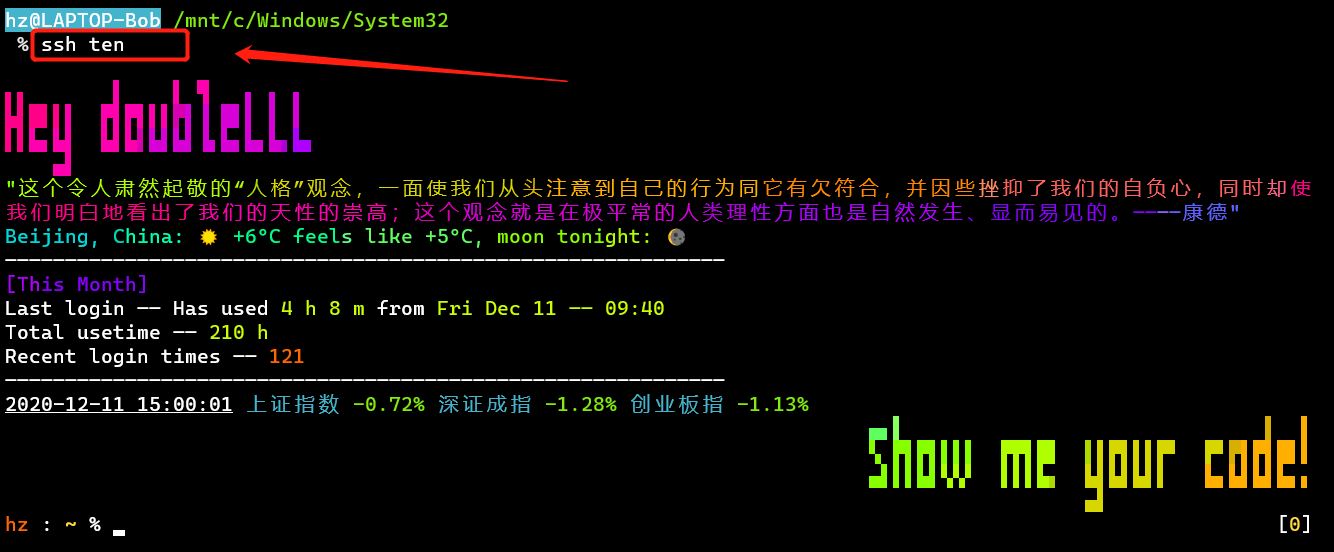 hz@LAPTOP-Bob /mnt/c/Windows/System32
% ssh ten
Hey doubleLL
"这个令人肃然起敬的“人格”观念，一面使我们从头注意到自己的行为同它有欠符合，并因些挫抑了我们的自负心，同时却使
我们明白地看出了我们的天性的崇高；这个观念就是在极平常的人类理性方面也是自然发生、显而易见的。————康德"
Beijing, China: ☀️ +6°C feels like +5°C, moon tonight: 🌖
————————————————————————————————————————————————————————————
[This Month]
Last login —— Has used 4 h 8 m from Fri Dec 11 —— 09:40
Total usetime —— 210 h
Recent login times —— 121
————————————————————————————————————————————————————————————
2020-12-11 15:00:01 上证指数 -0.72% 深证成指 -1.28% 创业板指 -1.13%
Show me your code!
hz : ~ % [0]